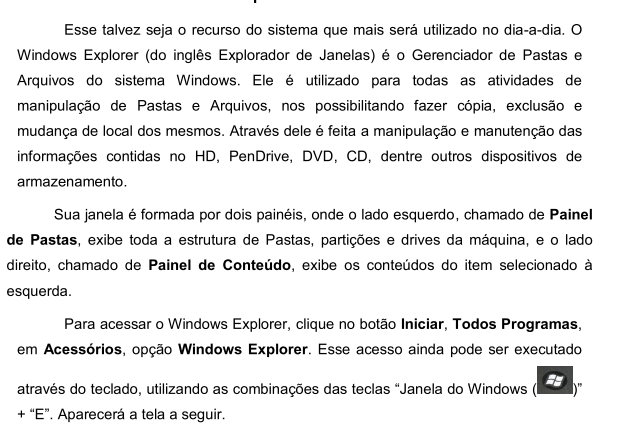 Esse talvez seja o recurso do sistema que mais será utilizado no dia-a-dia. O
Windows Explorer (do inglês Explorador de Janelas) é o Gerenciador de Pastas e
Arquivos do sistema Windows. Ele é utilizado para todas as atividades de
manipulação de Pastas e Arquivos, nos possibilitando fazer cópia, exclusão e
mudança de local dos mesmos. Através dele é feita a manipulação e manutenção das
informações contidas no HD, PenDrive, DVD, CD, dentre outros dispositivos de
armazenamento.
Sua janela é formada por dois painéis, onde o lado esquerdo, chamado de Painel
de Pastas, exibe toda a estrutura de Pastas, partições e drives da máquina, e o lado
direito, chamado de Painel de Conteúdo, exibe os conteúdos do item selecionado à
esquerda.
Para acessar o Windows Explorer, clique no botão Iniciar, Todos Programas,
em Acessórios, opção Windows Explorer. Esse acesso ainda pode ser executado
através do teclado, utilizando as combinações das teclas “Janela do Windows ()”
+ “E”. Aparecerá a tela a seguir.